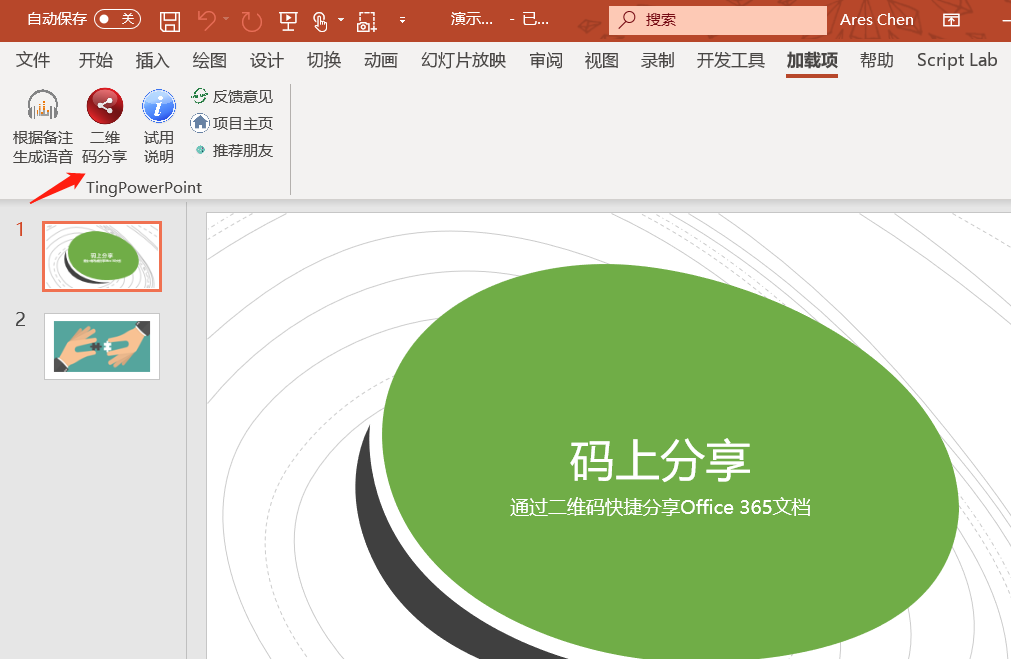 自动保存 关 演示... - 已... 搜索 Ares Chen
文件 开始 插入 绘图 设计 切换 动画 幻灯片放映 审阅 视图 录制 开发工具 加载项 帮助 Script Lab
根据备注
生成语音
二维
码分享
试用
说明
反馈意见
项目主页
推荐朋友
TingPowerPoint
1
码上分享
2
码上分享
通过二维码快捷分享Office 365文档